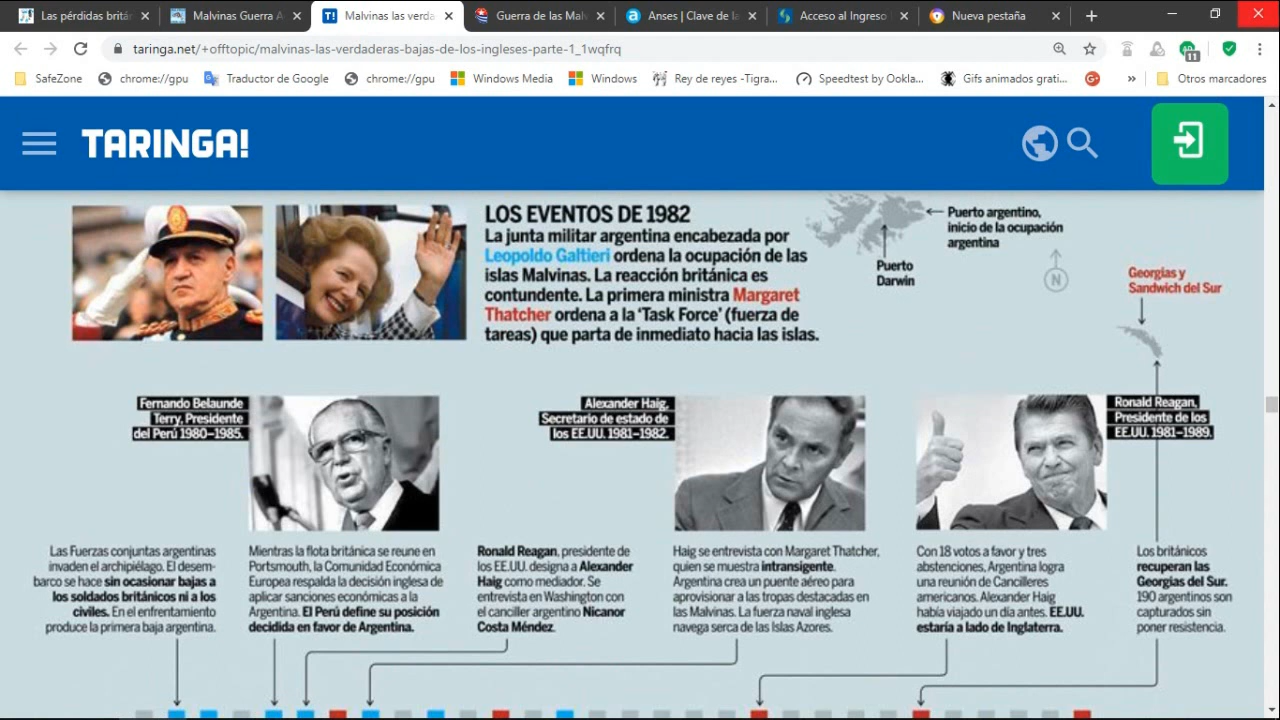 Las pérdidas britá
Malvinas Guerra A
Malvinas las verda
Guerra de las Mal
Anses | Clave de la
Acceso al Ingreso
Nueva pestaña
taringa.net/+offtopic/malvinas-las-verdaderas-bajas-de-los-ingleses-parte-1_1wqfrq
11
SafeZone
chrome://gpu
Traductor de Google
chrome://gpu
Windows Media
Windows
Rey de reyes -Tigra...
Speedtest by Ookla...
Gifs animados grati...
G+
»
Otros marcadores
TARINGA!
LOS EVENTOS DE 1982
La junta militar argentina encabezada por
Leopoldo Galtieri ordena la ocupación de las
islas Malvinas. La reacción británica es
contundente. La primera ministra Margaret
Thatcher ordena a la ‘Task Force’ (fuerza de
tareas) que parta de inmediato hacia las islas.
Puerto argentino,
inicio de la ocupación
argentina
Puerto
Darwin
N
Georgias y
Sandwich del Sur
Fernando Belaunde
Terry, Presidente
del Perú 1980–1985.
Alexander Haig,
Secretario de estado de
los EE.UU. 1981–1982.
Ronald Reagan,
Presidente de los
EE.UU. 1981–1989.
Las Fuerzas conjuntas argentinas
invaden el archipiélago. El desem-
barco se hace sin ocasionar bajas a
los soldados británicos ni a los
civiles. En el enfrentamiento
produce la primera baja argentina.
Mientras la flota británica se reune en
Portsmouth, la Comunidad Económica
Europea respalda la decisión inglesa de
aplicar sanciones económicas a la
Argentina. El Perú define su posición
decidida en favor de Argentina.
Ronald Reagan, presidente de
los EE.UU. designa a Alexander
Haig como mediador. Se
entrevista en Washington con
el canciller argentino Nicanor
Costa Méndez.
Haig se entrevista con Margaret Thatcher,
quien se muestra intransigente.
Argentina crea un puente aéreo para
aprovisionar a las tropas destacadas en
las Malvinas. La fuerza naval inglesa
navega serca de las Islas Azores.
Con 18 votos a favor y tres
abstenciones, Argentina logra
una reunión de Cancilleres
americanos. Alexander Haig
había viajado un día antes. EE.UU.
estaría a lado de Inglaterra.
Los británicos
recuperan las
Georgias del Sur.
190 argentinos son
capturados sin
poner resistencia.